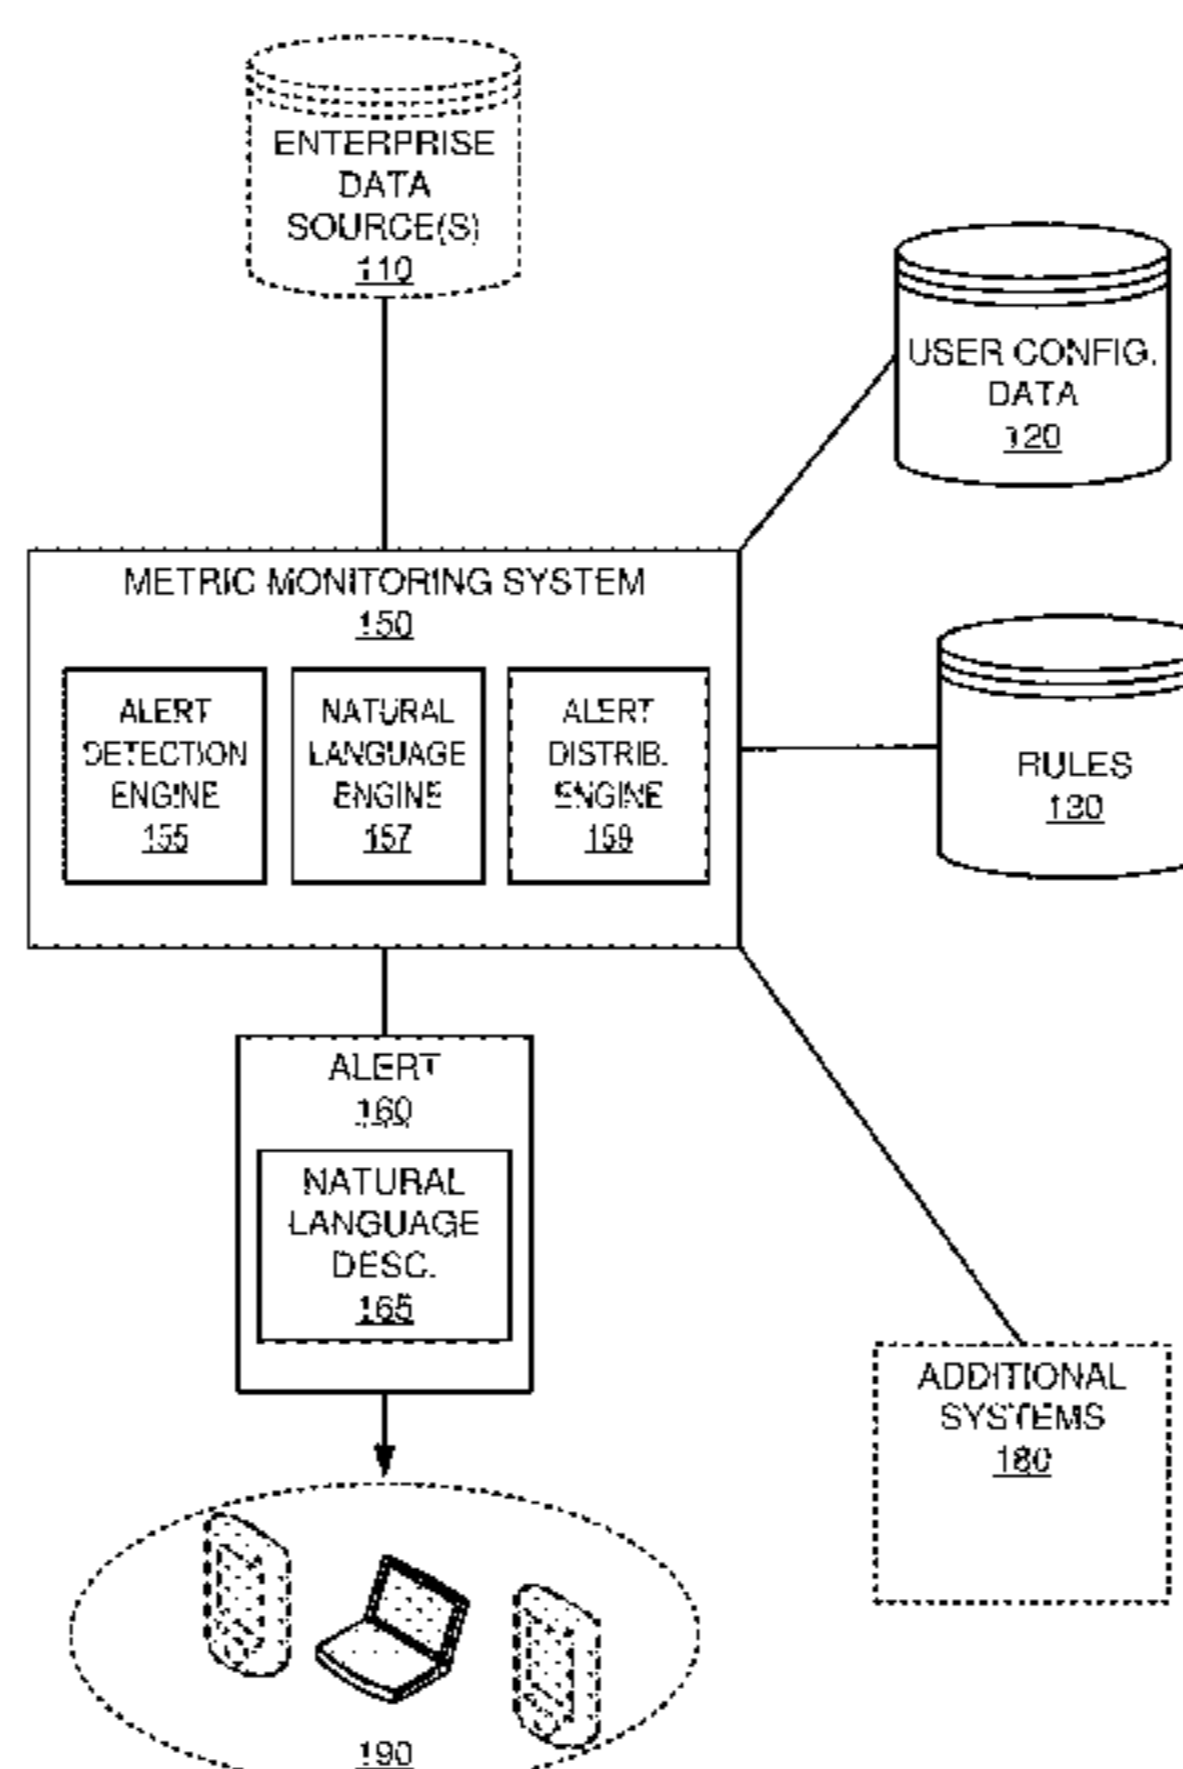 ENTERPRISE
DATA
SOURCE(S)
110
USER CONFIG.
DATA
120
METRIC MONITORING SYSTEM
150
ALERT
DETECTION
ENGINE
155
NATURAL
LANGUAGE
ENGINE
157
ALERT
DISTRIB.
ENGINE
159
RULES
130
ALERT
160
NATURAL
LANGUAGE
DESC.
165
ADDITIONAL
SYSTEMS
180
190